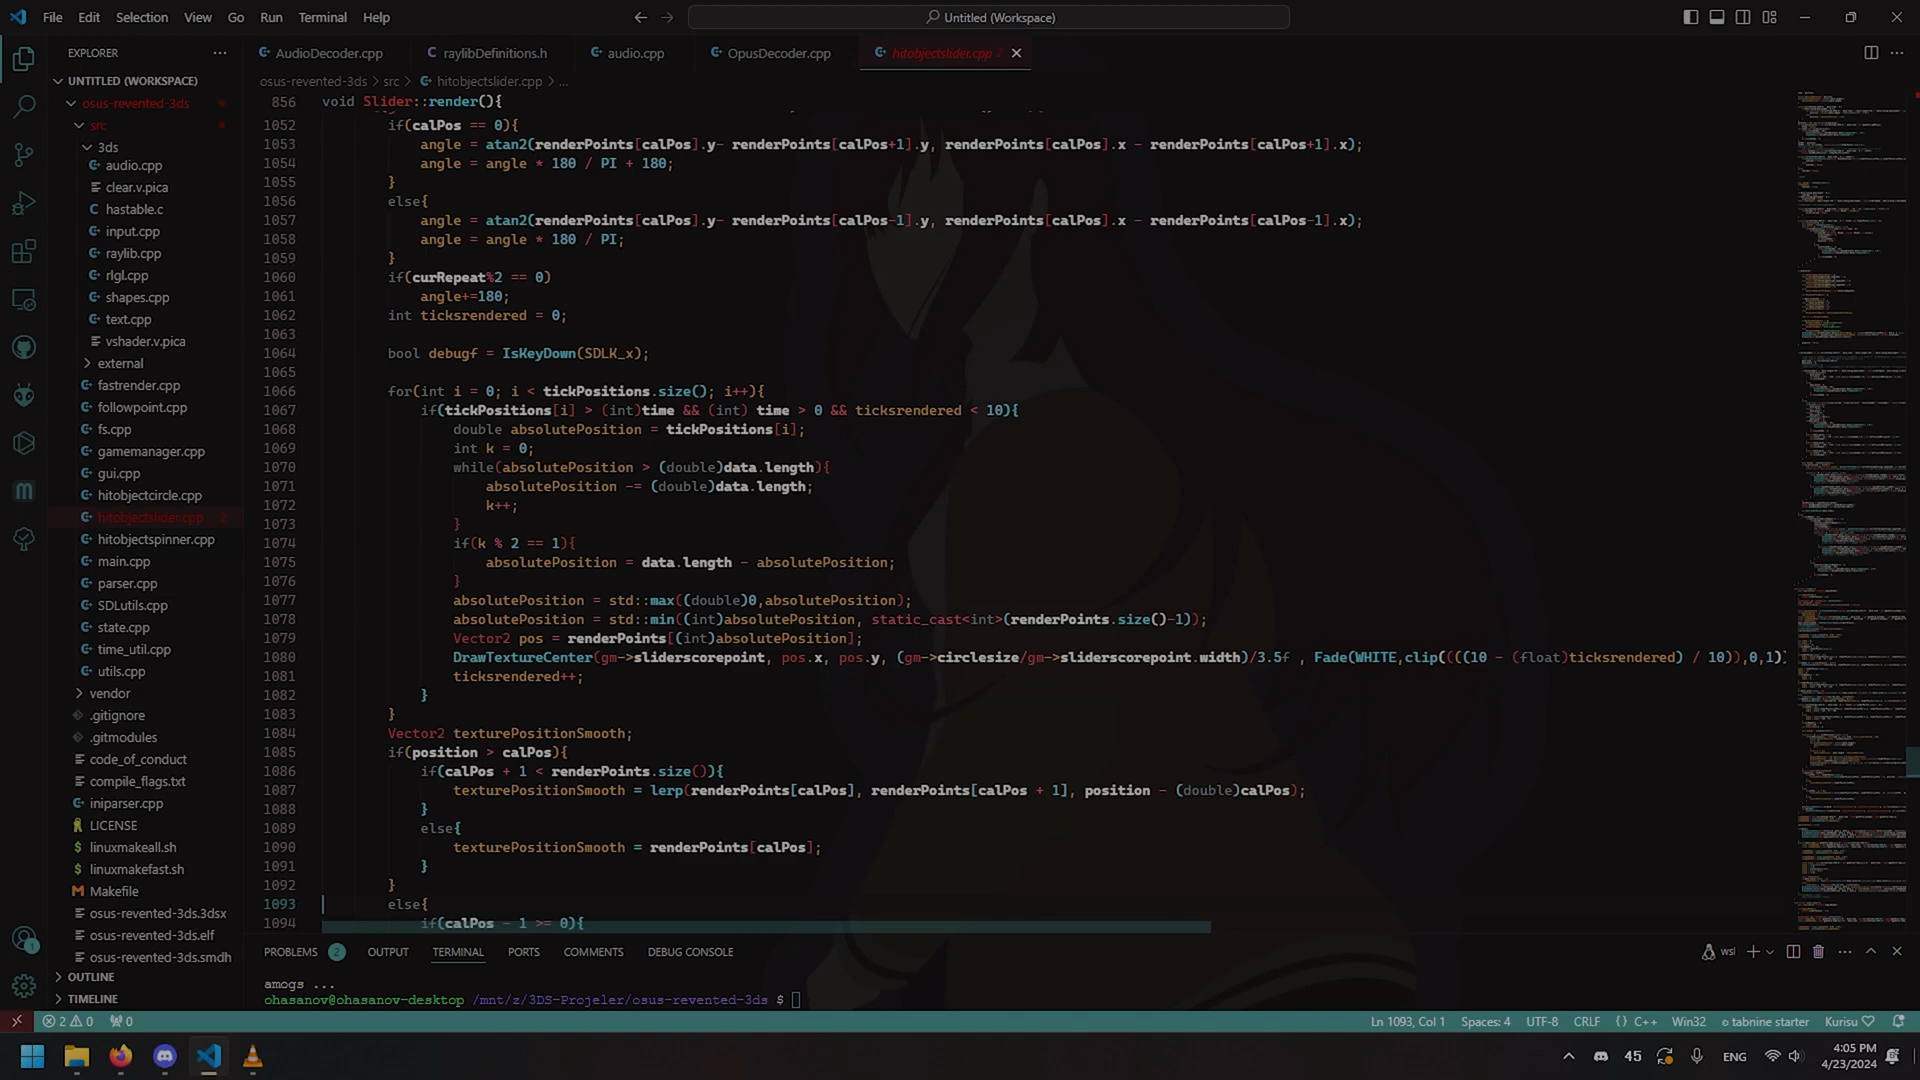 File Edit Selection View Go Run Terminal Help
Untitled (Workspace)
EXPLORER
AudioDecoder.cpp
raylibDefinitions.h
audio.cpp
OpusDecoder.cpp
hitobjectslider.cpp 2
UNTITLED (WORKSPACE)
osus-revented-3ds
src
3ds
audio.cpp
clear.v.pica
hastable.c
input.cpp
raylib.cpp
rlgl.cpp
shapes.cpp
text.cpp
vshader.v.pica
external
fastrender.cpp
followpoint.cpp
fs.cpp
gamemanager.cpp
gui.cpp
hitobjectcircle.cpp
hitobjectslider.cpp 2
hitobjectspinner.cpp
main.cpp
parser.cpp
SDLutils.cpp
state.cpp
time_util.cpp
utils.cpp
vendor
.gitignore
.gitmodules
code_of_conduct
compile_flags.txt
iniparser.cpp
LICENSE
linuxmakeall.sh
linuxmakefast.sh
Makefile
osus-revented-3ds.3dsx
osus-revented-3ds.elf
osus-revented-3ds.smdh
OUTLINE
TIMELINE
osus-revented-3ds > src > hitobjectslider.cpp > ...
856 void Slider::render(){
1052 if(calPos == 0){
1053 angle = atan2(renderPoints[calPos].y- renderPoints[calPos+1].y, renderPoints[calPos].x - renderPoints[calPos+1].x);
1054 angle = angle * 180 / PI + 180;
1055 }
1056 else{
1057 angle = atan2(renderPoints[calPos].y- renderPoints[calPos-1].y, renderPoints[calPos].x - renderPoints[calPos-1].x);
1058 angle = angle * 180 / PI;
1059 }
1060 if(curRepeat%2 == 0)
1061 angle+=180;
1062 int ticksrendered = 0;
1063
1064 bool debugf = IsKeyDown(SDLK_x);
1065
1066 for(int i = 0; i < tickPositions.size(); i++){
1067 if(tickPositions[i] > (int)time && (int) time > 0 && ticksrendered < 10){
1068 double absolutePosition = tickPositions[i];
1069 int k = 0;
1070 while(absolutePosition > (double)data.length){
1071 absolutePosition -= (double)data.length;
1072 k++;
1073 }
1074 if(k % 2 == 1){
1075 absolutePosition = data.length - absolutePosition;
1076 }
1077 absolutePosition = std::max((double)0,absolutePosition);
1078 absolutePosition = std::min((int)absolutePosition, static_cast<int>(renderPoints.size()-1));
1079 Vector2 pos = renderPoints[(int)absolutePosition];
1080 DrawTextureCenter(gm->sliderscorepoint, pos.x, pos.y, (gm->circlesize/gm->sliderscorepoint.width)/3.5f , Fade(WHITE,clip((((10 - (float)ticksrendered) / 10)),0,1)
1081 ticksrendered++;
1082 }
1083 }
1084 Vector2 texturePositionSmooth;
1085 if(position > calPos){
1086 if(calPos + 1 < renderPoints.size()){
1087 texturePositionSmooth = lerp(renderPoints[calPos], renderPoints[calPos + 1], position - (double)calPos);
1088 }
1089 else{
1090 texturePositionSmooth = renderPoints[calPos];
1091 }
1092 }
1093 else{
1094 if(calPos - 1 >= 0){
PROBLEMS 2 OUTPUT TERMINAL PORTS COMMENTS DEBUG CONSOLE
wsl
amogs ...
ohasanov@ohasanov-desktop /mnt/z/3DS-Projeler/osus-revented-3ds $
2 0 0
Ln 1093, Col 1 Spaces: 4 UTF-8 CRLF {} C++ Win32 tabnine starter Kurisu
45 ENG
4:05 PM
4/23/2024